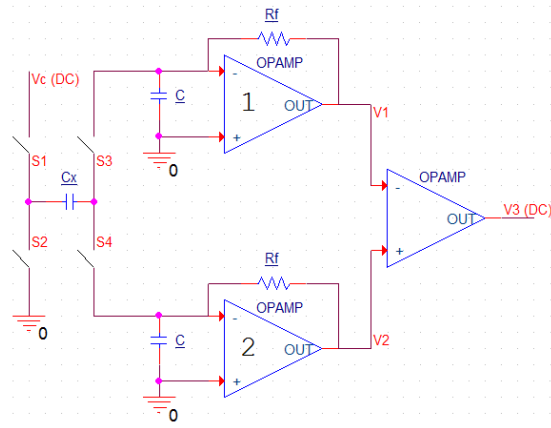 Rf
OPAMP
Vc (DC)
-
C
1
OUT
V1
+
S1
S3
0
Cx
OPAMP
-
OUT
V3 (DC)
+
S2
S4
Rf
OPAMP
-
C
2
OUT
V2
+
0
0